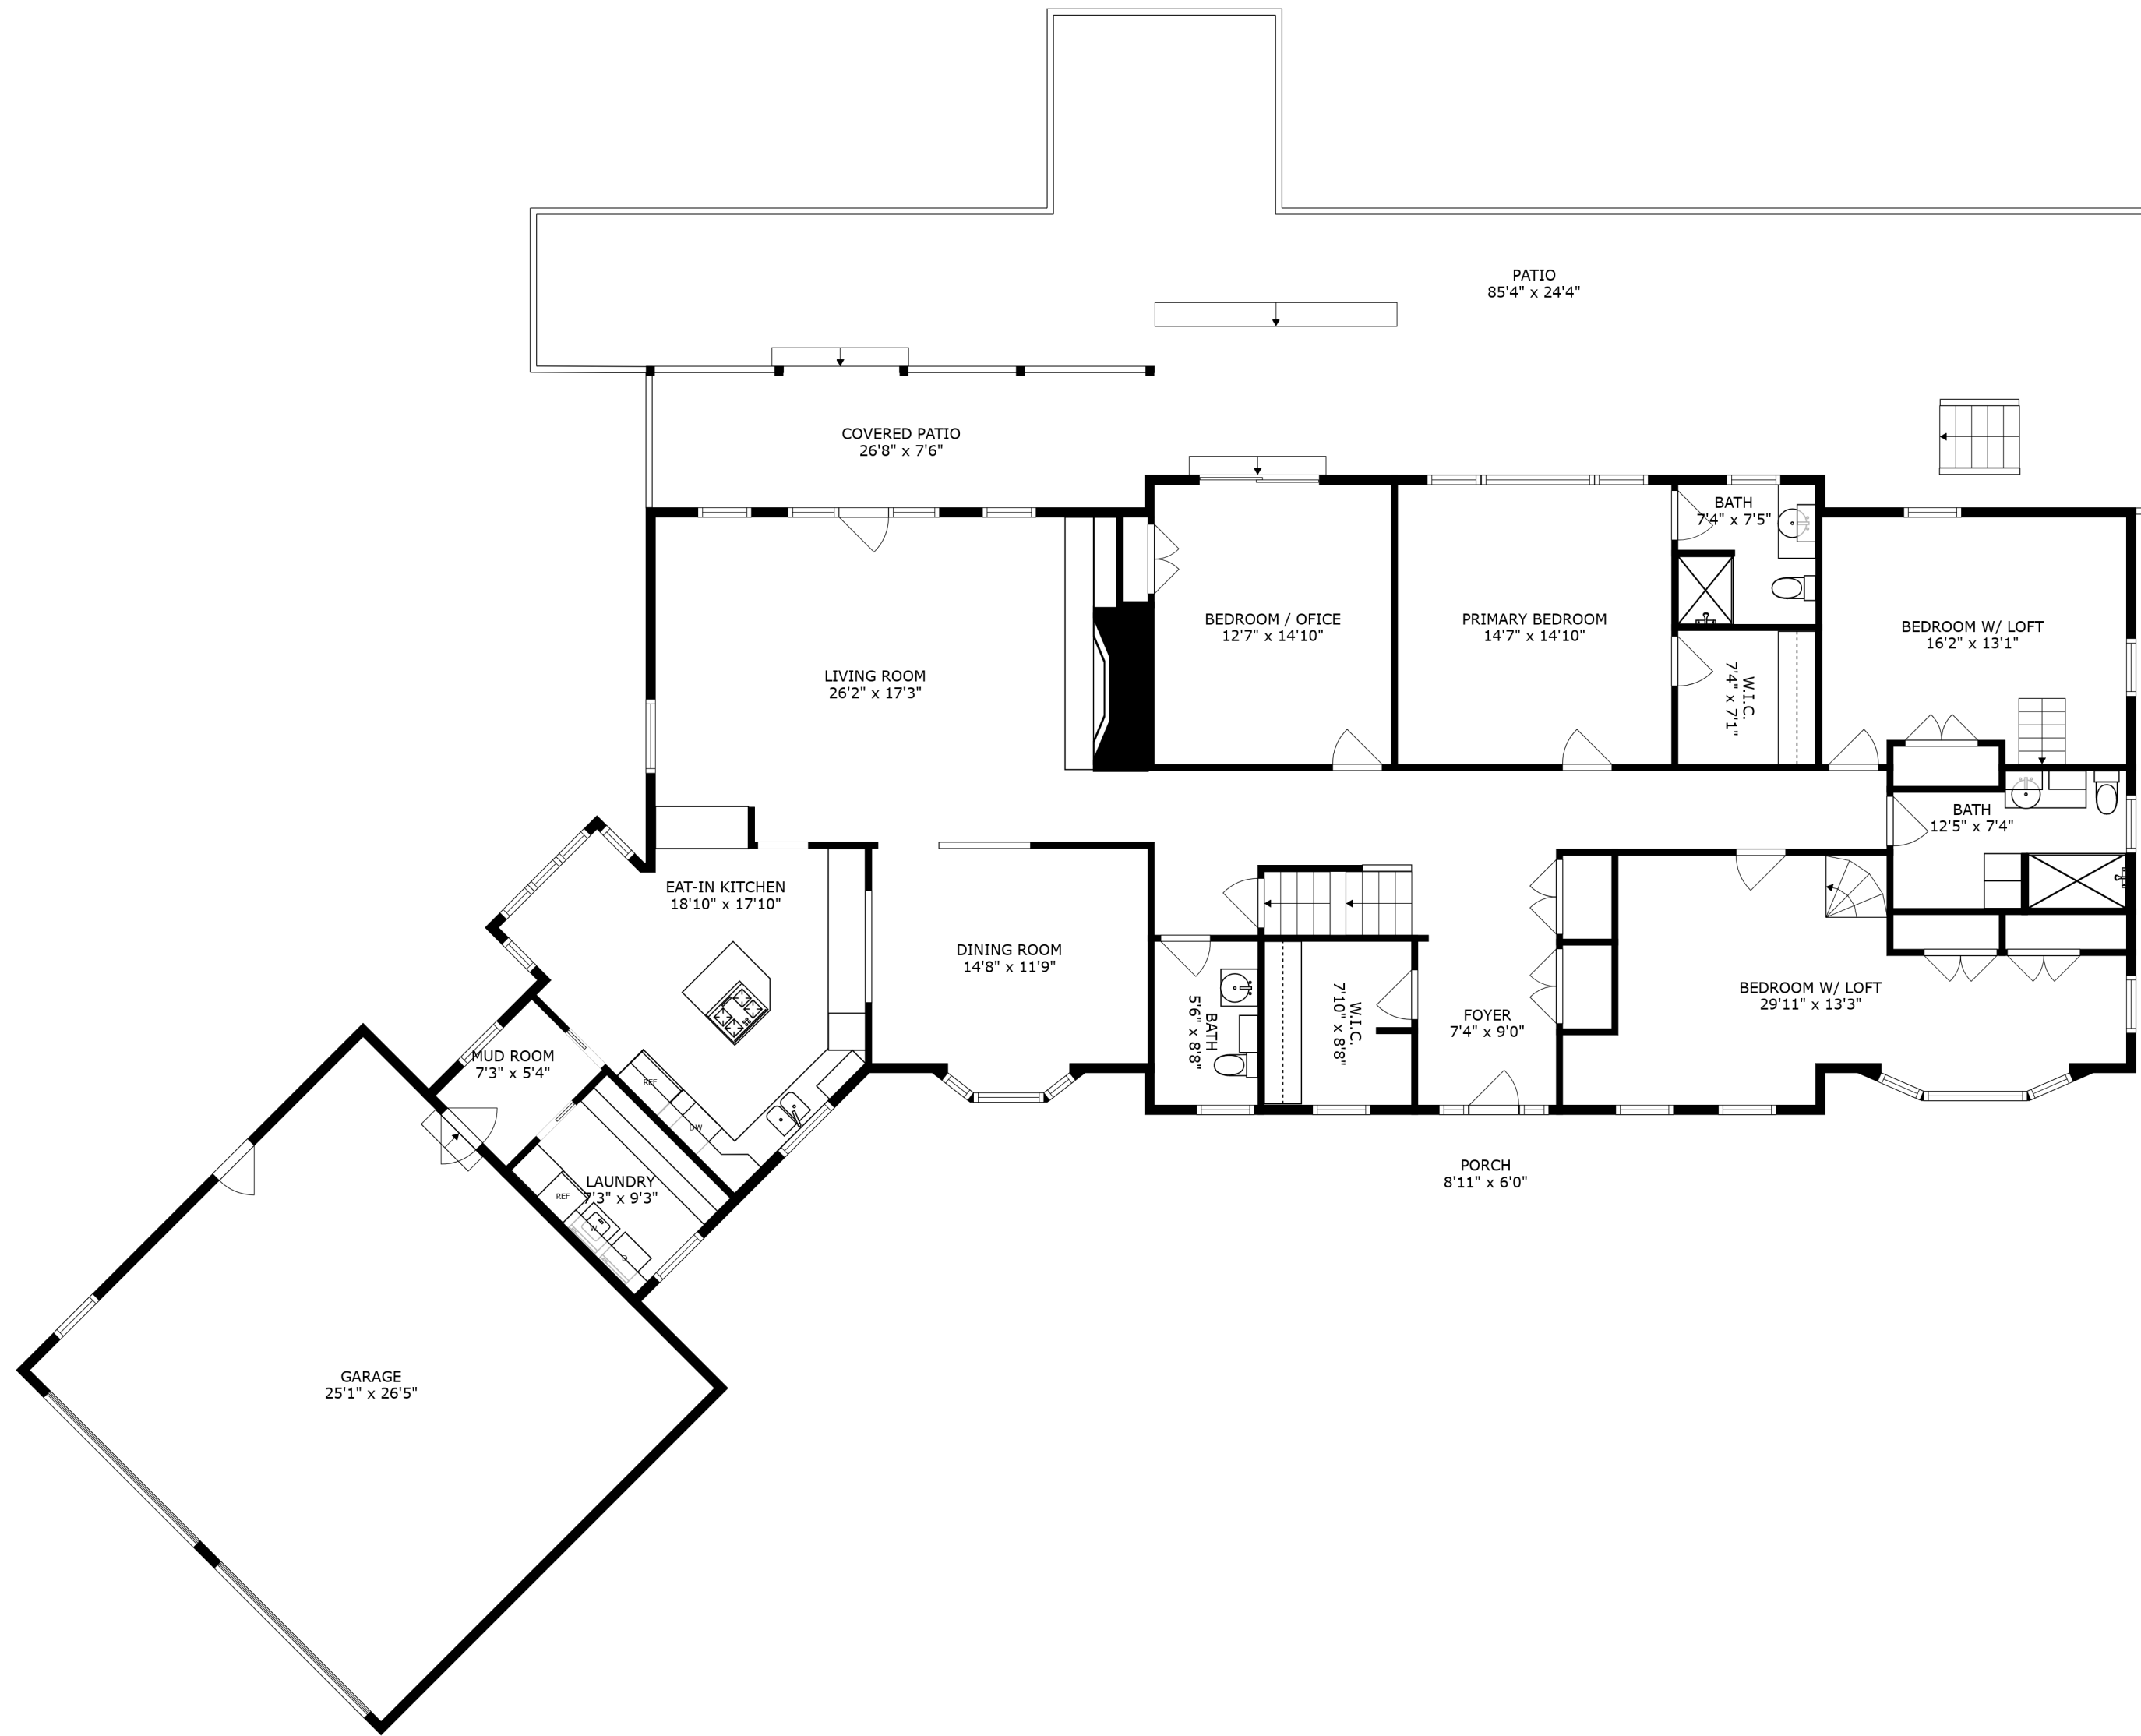 PATIO
85'4" x 24'4"
COVERED PATIO
26'8" x 7'6"
BATH
7'4" x 7'5"
BEDROOM / OFICE
12'7" x 14'10"
PRIMARY BEDROOM
14'7" x 14'10"
BEDROOM W/ LOFT
16'2" x 13'1"
LIVING ROOM
26'2" x 17'3"
W.I.C.
7'4" x 7'1"
BATH
12'5" x 7'4"
EAT-IN KITCHEN
18'10" x 17'10"
DINING ROOM
14'8" x 11'9"
BATH
5'6" x 8'8"
W.I.C.
7'10" x 8'8"
FOYER
7'4" x 9'0"
BEDROOM W/ LOFT
29'11" x 13'3"
MUD ROOM
7'3" x 5'4"
REF
DW
LAUNDRY
7'3" x 9'3"
REF
W
D
PORCH
8'11" x 6'0"
GARAGE
25'1" x 26'5"